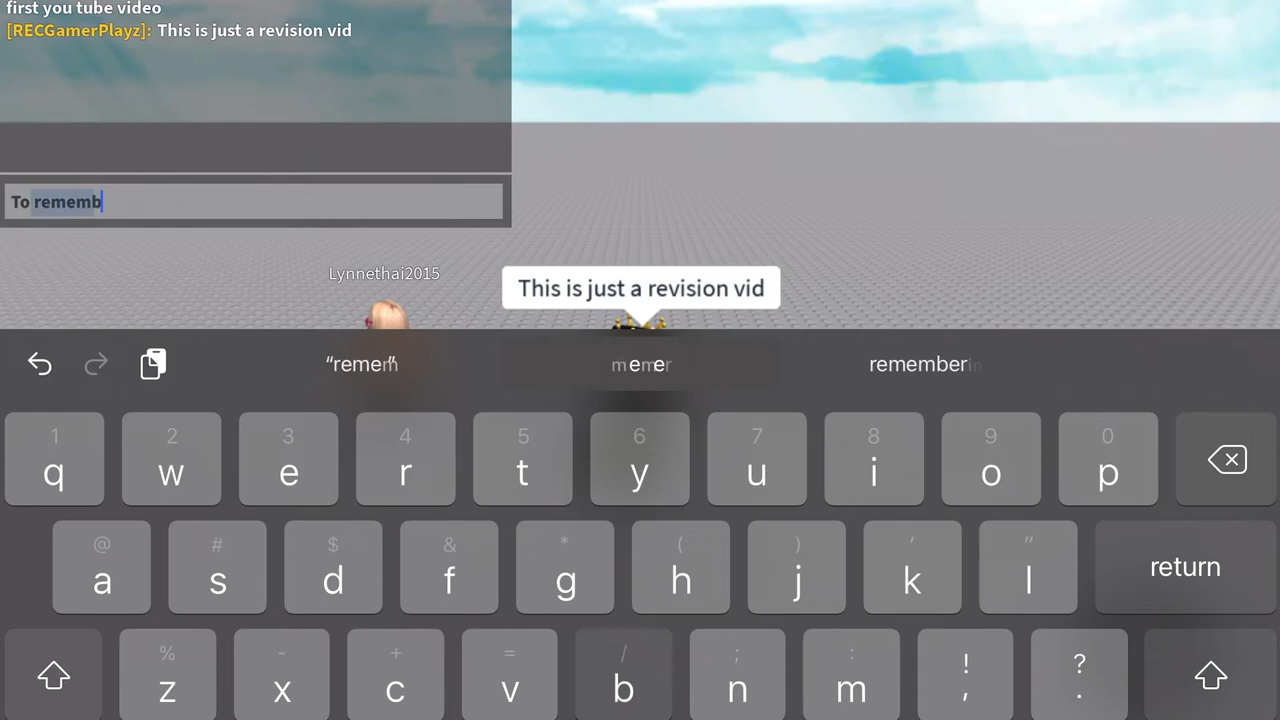 first you tube video
[RECGamerPlayz]: This is just a revision vid
To rememb
Lynnethai2015
This is just a revision vid
remember
1 2 3 4 5 6 7 8 9 0
q w e r t y u i o p
@ # $ & * ( ) ' "
a s d f g h j k l return
% - + = / ; : ! ?
z x c v b n m , .